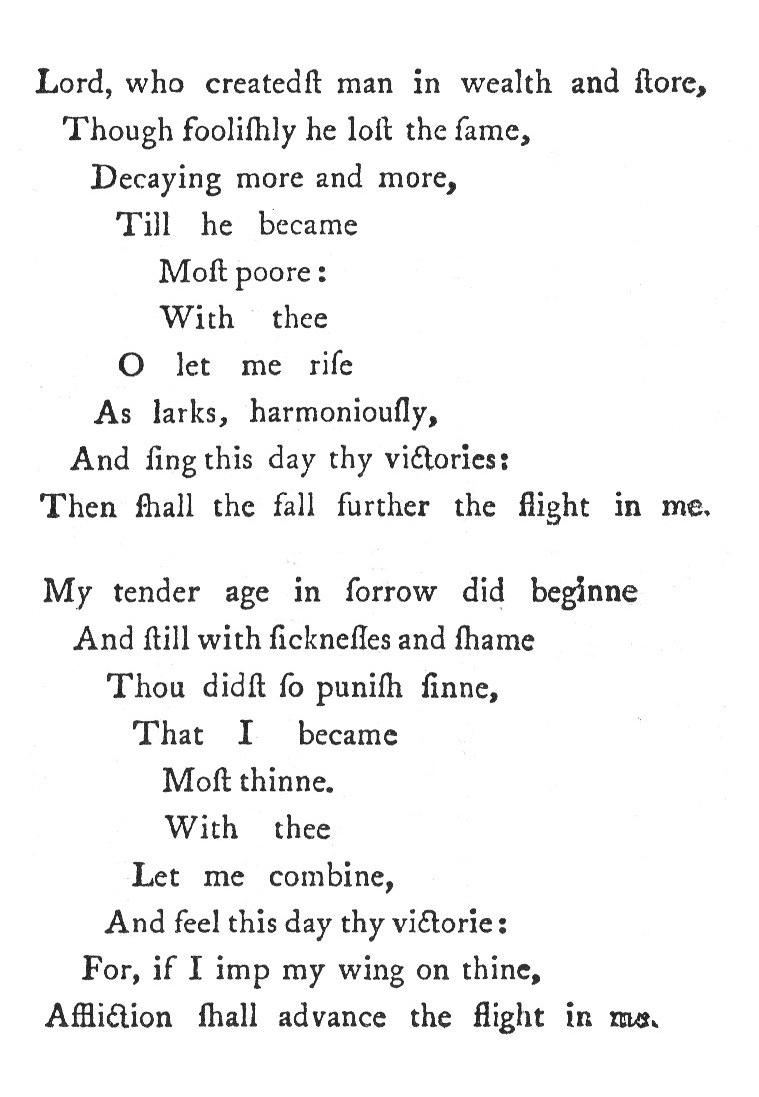 Lord, who createdſt man in wealth and ſtore,
Though fooliſhly he loſt the ſame,
Decaying more and more,
Till he became
Moſt poore:
With thee
O let me riſe
As larks, harmoniouſly,
And ſing this day thy victories:
Then ſhall the fall further the flight in me.
My tender age in ſorrow did beginne
And ſtill with ſickneſſes and ſhame
Thou didſt ſo puniſh ſinne,
That I became
Moſt thinne.
With thee
Let me combine,
And feel this day thy victorie:
For, if I imp my wing on thine,
Affliction ſhall advance the flight in me.